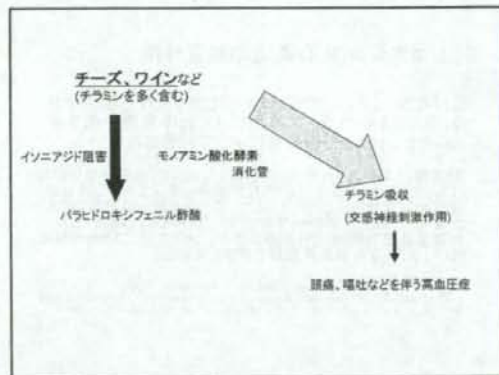 チーズ、ワインなど
(チラミンを多く含む)
イソニアジド阻害
モノアミン酸化酵素
消化管
パラヒドロキシフェニル酢酸
チラミン吸収
(交感神経刺激作用)
頭痛、嘔吐などを伴う高血圧症